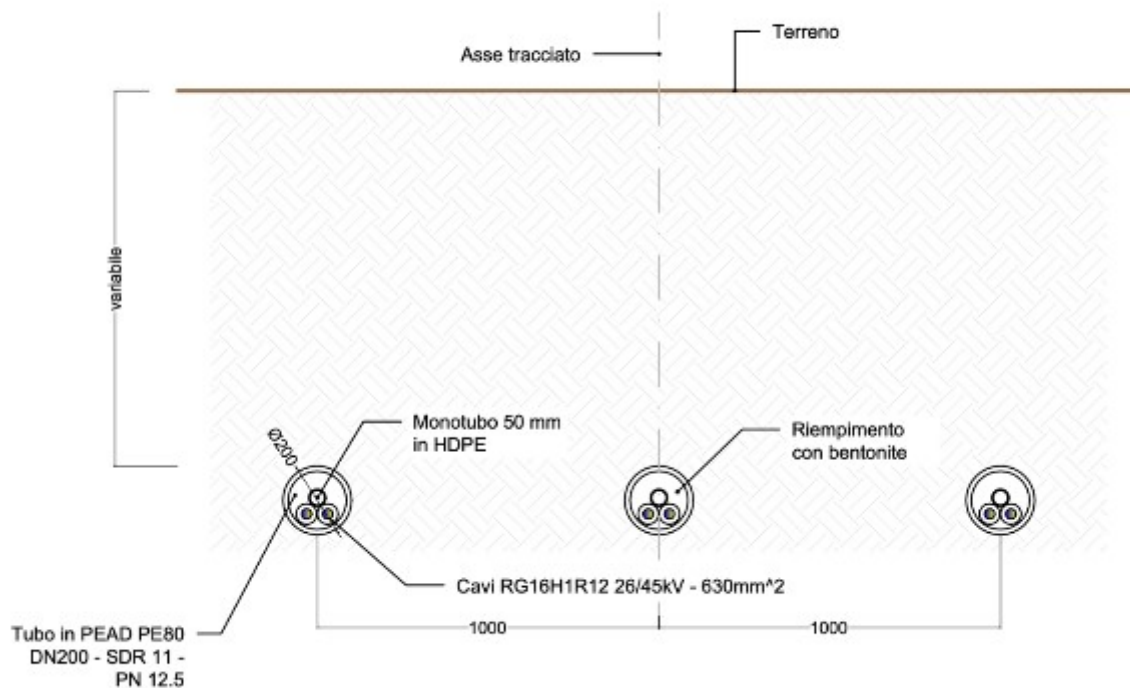 Terreno
Asse tracciato
variabile
Ø200
Monotubo 50 mm
in HDPE
Riempimento
con bentonite
Cavi RG16H1R12 26/45kV - 630mm^2
1000
1000
Tubo in PEAD PE80
DN200 - SDR 11 -
PN 12.5